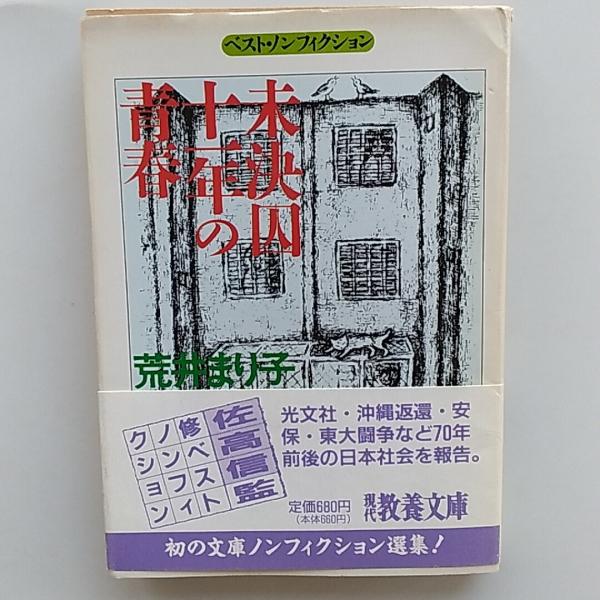 ベスト・ノンフィクション
未決囚
十一年の
青春
荒井まり子
佐高信監
修ベスト
ノンフィ
クション
光文社・沖縄返還・安
保・東大闘争など70年
前後の日本社会を報告。
定価680円
(本体660円)
現代教養文庫
初の文庫ノンフィクション選集!